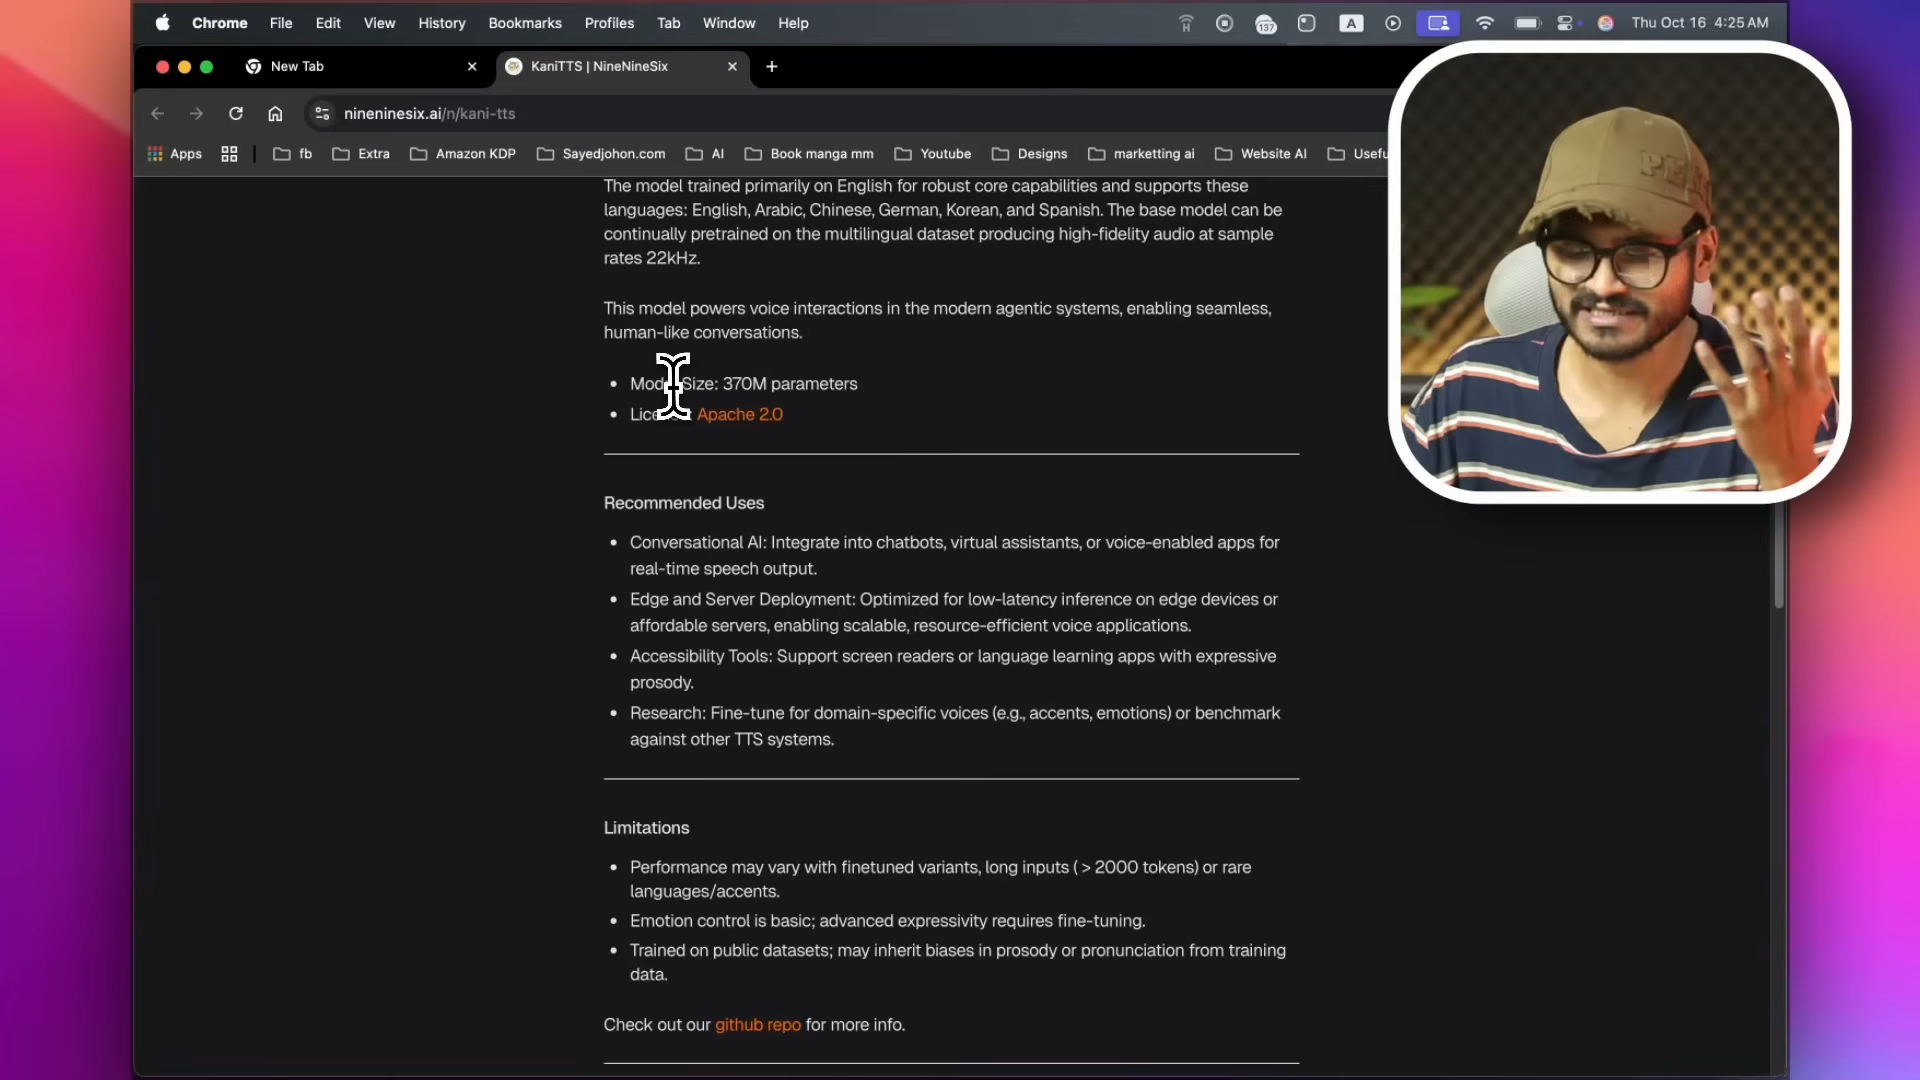 Chrome File Edit View History Bookmarks Profiles Tab Window Help 137 A Thu Oct 16 4:25 AM
New Tab KaniTTS | NineNineSix
nineninesix.ai/n/kani-tts
Apps fb Extra Amazon KDP Sayedjohon.com AI Book manga mm Youtube Designs marketting ai Website AI Usefu
The model trained primarily on English for robust core capabilities and supports these
languages: English, Arabic, Chinese, German, Korean, and Spanish. The base model can be
continually pretrained on the multilingual dataset producing high-fidelity audio at sample
rates 22kHz.
This model powers voice interactions in the modern agentic systems, enabling seamless,
human-like conversations.
• Model Size: 370M parameters
• License: Apache 2.0
Recommended Uses
• Conversational AI: Integrate into chatbots, virtual assistants, or voice-enabled apps for
real-time speech output.
• Edge and Server Deployment: Optimized for low-latency inference on edge devices or
affordable servers, enabling scalable, resource-efficient voice applications.
• Accessibility Tools: Support screen readers or language learning apps with expressive
prosody.
• Research: Fine-tune for domain-specific voices (e.g., accents, emotions) or benchmark
against other TTS systems.
Limitations
• Performance may vary with finetuned variants, long inputs ( > 2000 tokens) or rare
languages/accents.
• Emotion control is basic; advanced expressivity requires fine-tuning.
• Trained on public datasets; may inherit biases in prosody or pronunciation from training
data.
Check out our github repo for more info.